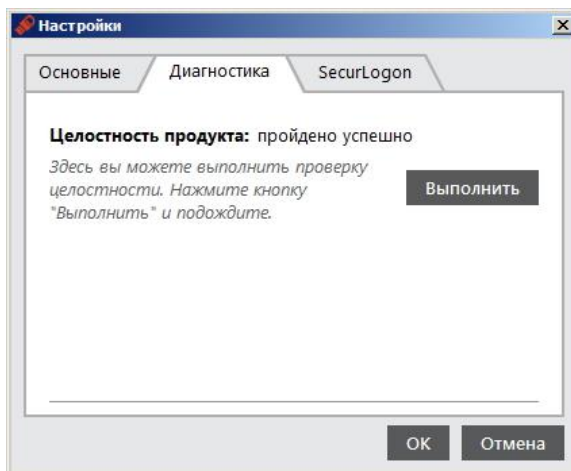 Настройки
Основные Диагностика SecurLogon
Целостность продукта: пройдено успешно
Здесь вы можете выполнить проверку
целостности. Нажмите кнопку
"Выполнить" и подождите.
Выполнить
ОК Отмена